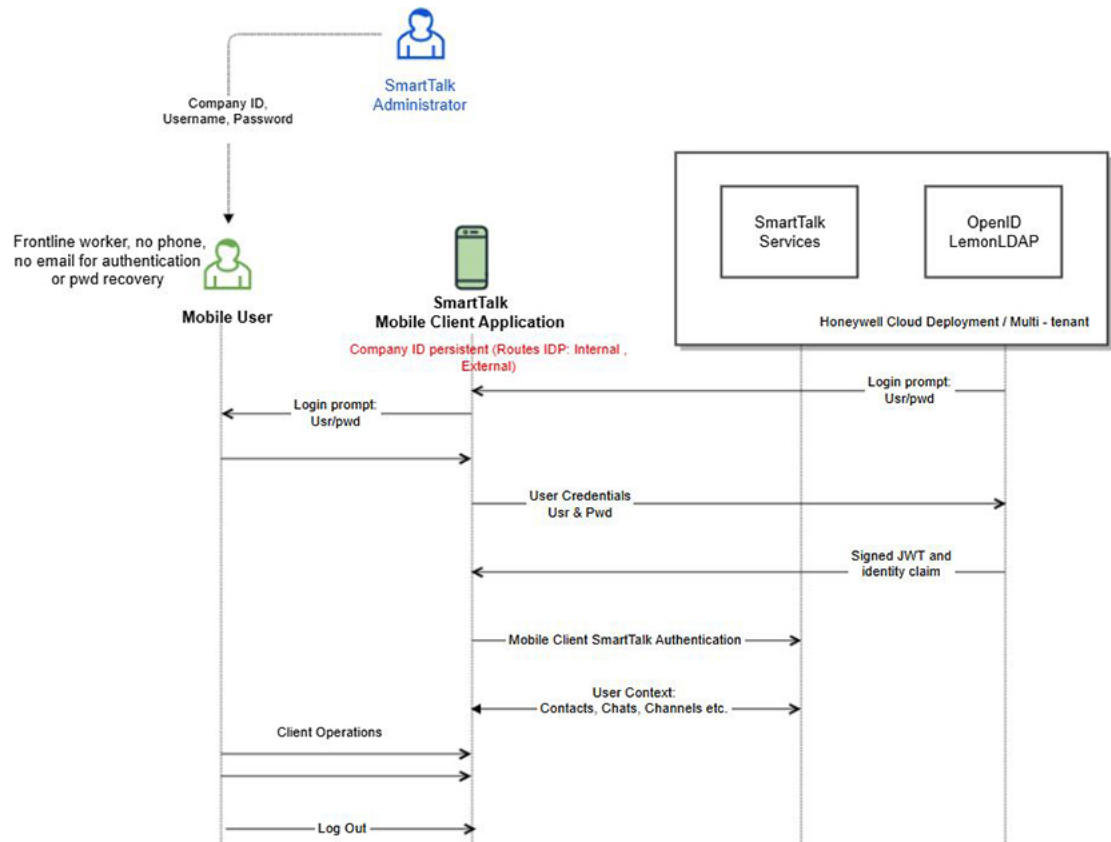 SmartTalk
Administrator
Company ID,
Username, Password
SmartTalk
Services
OpenID
LemonLDAP
Honeywell Cloud Deployment / Multi - tenant
Frontline worker, no phone,
no email for authentication
or pwd recovery
Mobile User
SmartTalk
Mobile Client Application
Company ID persistent (Routes IDP: Internal ,
External)
Login prompt:
Usr/pwd
Login prompt:
Usr/pwd
User Credentials
Usr & Pwd
Signed JWT and
identity claim
Mobile Client SmartTalk Authentication
User Context:
Contacts, Chats, Channels etc.
Client Operations
Log Out